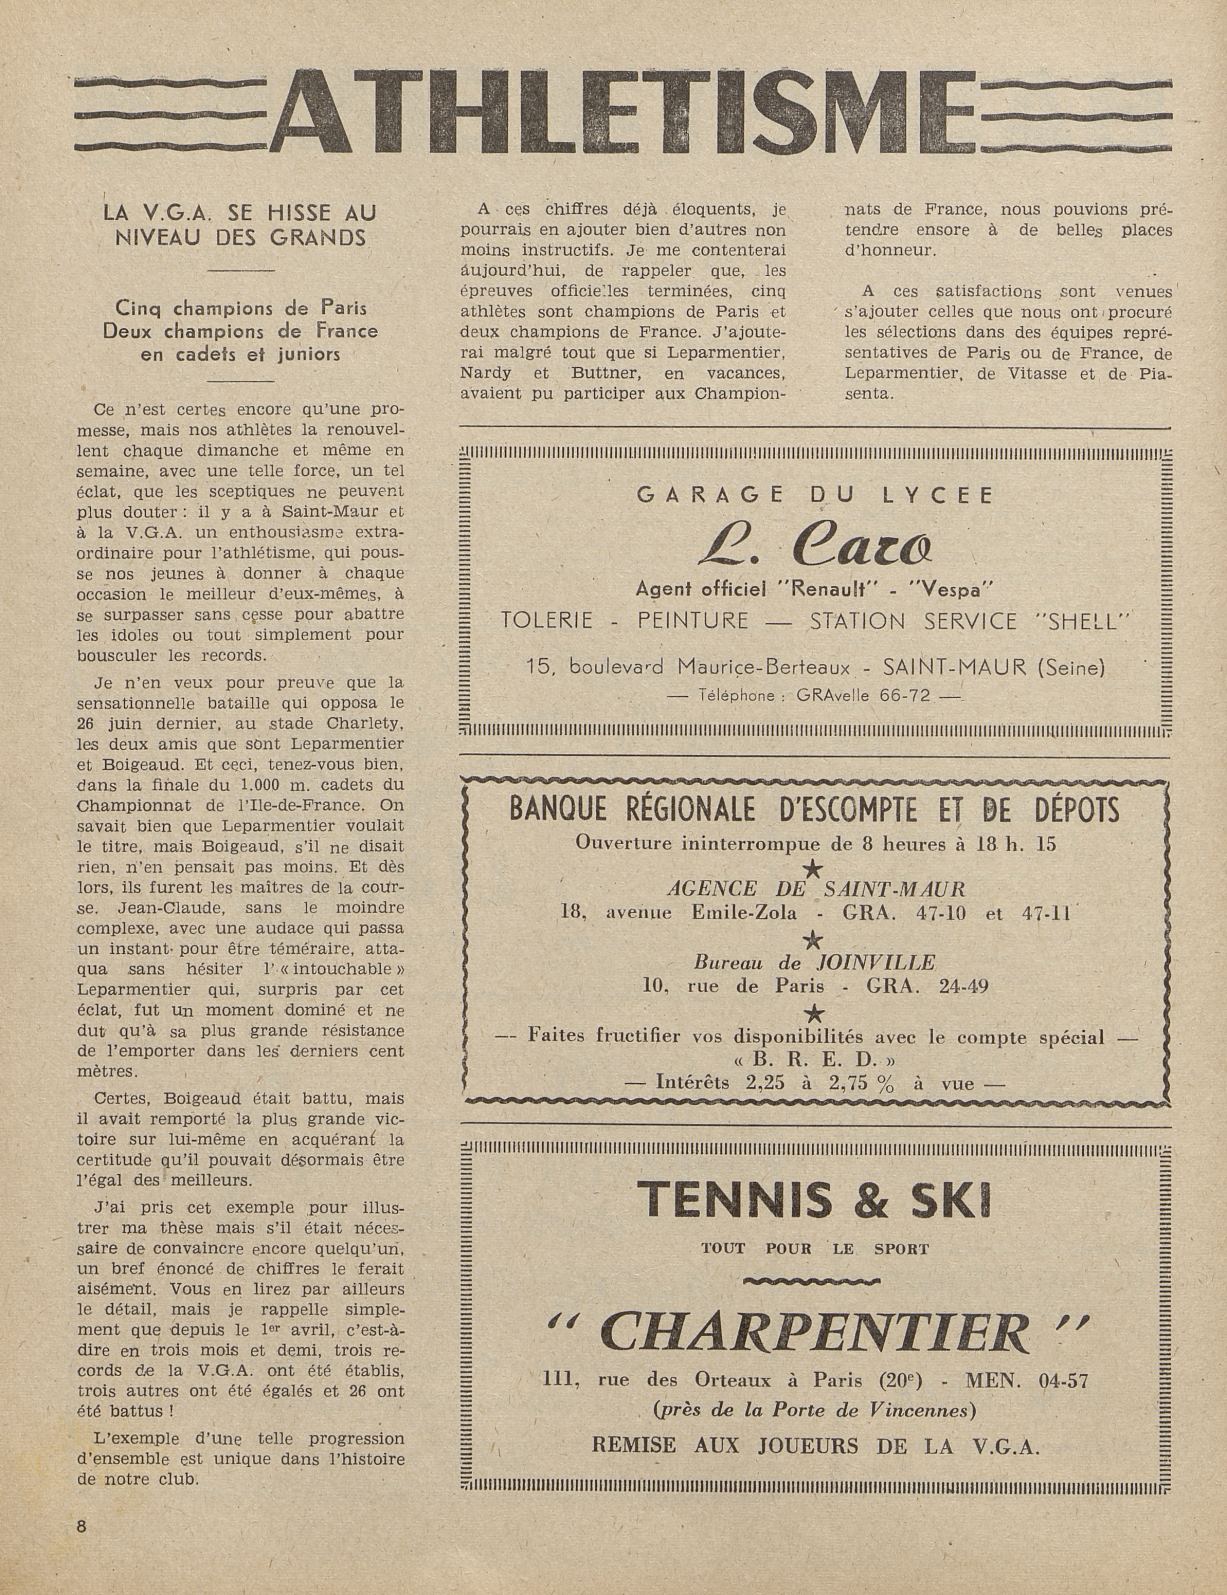 ATHLETISME
LA V.G.A. SE HISSE AU
NIVEAU DES GRANDS
Cinq champions de Paris
Deux champions de France
en cadets et juniors
Ce n'est certes encore qu'une pro-
messe, mais nos athlètes la renouvel-
lent chaque dimanche et même en
semaine, avec une telle force, un tel
éclat, que les sceptiques ne peuvent
plus douter : il y a à Saint-Maur et
à la V.G.A. un enthousiasme extra-
ordinaire pour l'athlétisme, qui pous-
se nos jeunes à donner à chaque
occasion le meilleur d'eux-mêmes, à
se surpasser sans cesse pour abattre
les idoles ou tout simplement pour
bousculer les records.
Je n'en veux pour preuve que la
sensationnelle bataille qui opposa le
26 juin dernier, au stade Charlety,
les deux amis que sont Leparmentier
et Boigeaud. Et ceci, tenez-vous bien,
dans la finale du 1.000 m. cadets du
Championnat de l'Ile-de-France. On
savait bien que Leparmentier voulait
le titre, mais Boigeaud, s'il ne disait
rien, n'en pensait pas moins. Et dès
lors, ils furent les maîtres de la cour-
se. Jean-Claude, sans le moindre
complexe, avec une audace qui passa
un instant pour être téméraire, atta-
qua sans hésiter l' « intouchable »
Leparmentier qui, surpris par cet
éclat, fut un moment dominé et ne
dut qu'à sa plus grande résistance
de l'emporter dans les derniers cent
mètres.
Certes, Boigeaud était battu, mais
il avait remporté la plus grande vic-
toire sur lui-même en acquérant la
certitude qu'il pouvait désormais être
l'égal des meilleurs.
J'ai pris cet exemple pour illus-
trer ma thèse mais s'il était néces-
saire de convaincre encore quelqu'un,
un bref énoncé de chiffres le ferait
aisément. Vous en lirez par ailleurs
le détail, mais je rappelle simple-
ment que depuis le 1er avril, c'est-à-
dire en trois mois et demi, trois re-
cords de la V.G.A. ont été établis,
trois autres ont été égalés et 26 ont
été battus !
L'exemple d'une telle progression
d'ensemble est unique dans l'histoire
de notre club.
8
A ces chiffres déjà éloquents, je
pourrais en ajouter bien d'autres non
moins instructifs. Je me contenterai
aujourd'hui, de rappeler que, les
épreuves officielles terminées, cinq
athlètes sont champions de Paris et
deux champions de France. J'ajoute-
rai malgré tout que si Leparmentier,
Nardy et Buttner, en vacances,
avaient pu participer aux Champion-
nats de France, nous pouvions pré-
tendre ensore à de belles places
d'honneur.
A ces satisfactions sont venues
s'ajouter celles que nous ont procuré
les sélections dans des équipes repré-
sentatives de Paris ou de France, de
Leparmentier, de Vitasse et de Pia-
senta.
GARAGE DU LYCEE
L. Caro
Agent officiel "Renault" - "Vespa"
TOLERIE - PEINTURE — STATION SERVICE "SHELL"
15, boulevard Maurice-Berteaux - SAINT-MAUR (Seine)
— Téléphone : GRAvelle 66-72 —
BANQUE RÉGIONALE D'ESCOMPTE ET DE DÉPOTS
Ouverture ininterrompue de 8 heures à 18 h. 15
AGENCE DE SAINT-MAUR
18, avenue Emile-Zola - GRA. 47-10 et 47-11
Bureau de JOINVILLE
10, rue de Paris - GRA. 24-49
— Faites fructifier vos disponibilités avec le compte spécial —
« B. R. E. D. »
— Intérêts 2,25 à 2,75 % à vue —
TENNIS & SKI
TOUT POUR LE SPORT
" CHARPENTIER "
111, rue des Orteaux à Paris (20e) - MEN. 04-57
(près de la Porte de Vincennes)
REMISE AUX JOUEURS DE LA V.G.A.